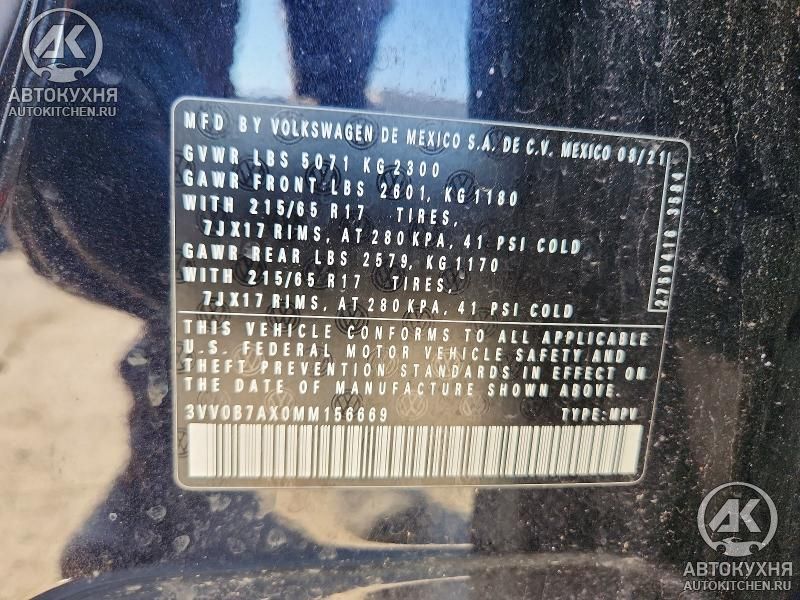 АВТОКУХНЯ
AUTOKITCHEN.RU
MFD BY VOLKSWAGEN DE MEXICO S.A. DE C.V. MEXICO 08/21
GVWR LBS 5071 KG 2300
GAWR FRONT LBS 2601, KG 1180
WITH 215/65 R17 TIRES,
7JX17 RIMS, AT 280 KPA, 41 PSI COLD
GAWR REAR LBS 2579, KG 1170
WITH 215/65 R17 TIRES,
7JX17 RIMS, AT 280 KPA, 41 PSI COLD
THIS VEHICLE CONFORMS TO ALL APPLICABLE
U.S. FEDERAL MOTOR VEHICLE SAFETY AND
THEFT PREVENTION STANDARDS IN EFFECT ON
THE DATE OF MANUFACTURE SHOWN ABOVE.
3VV0B7AX0MM156669 TYPE: MPV
АВТОКУХНЯ
AUTOKITCHEN.RU